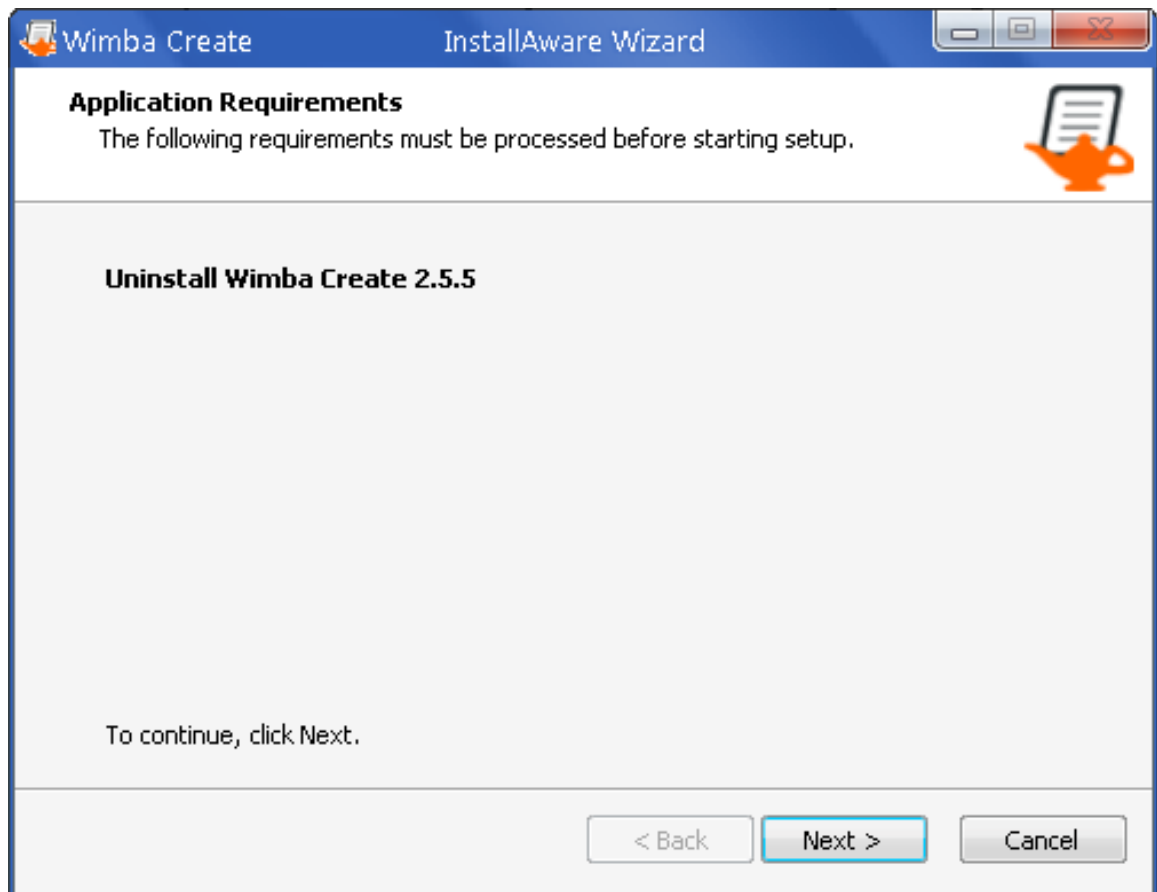 Wimba Create InstallAware Wizard
Application Requirements
The following requirements must be processed before starting setup.
Uninstall Wimba Create 2.5.5
To continue, click Next.
< Back Next > Cancel